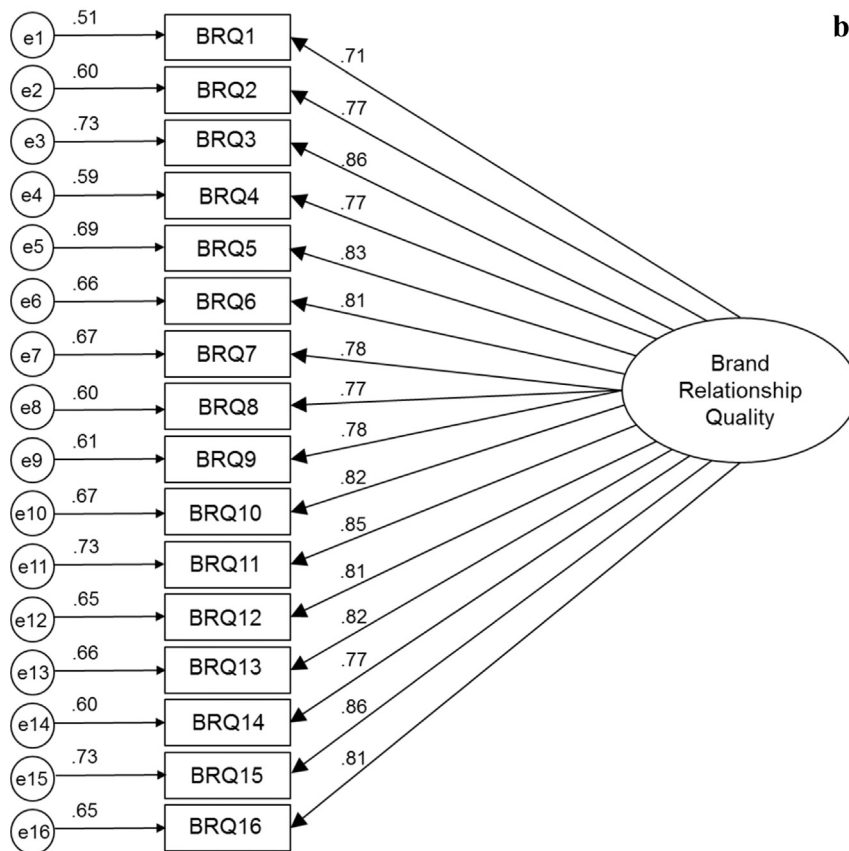 b
e1 .51 BRQ1 .71
e2 .60 BRQ2 .77
e3 .73 BRQ3 .86
e4 .59 BRQ4 .77
e5 .69 BRQ5 .83
e6 .66 BRQ6 .81
e7 .67 BRQ7 .78
e8 .60 BRQ8 .77
e9 .61 BRQ9 .78
e10 .67 BRQ10 .82
e11 .73 BRQ11 .85
e12 .65 BRQ12 .81
e13 .66 BRQ13 .82
e14 .60 BRQ14 .77
e15 .73 BRQ15 .86
e16 .65 BRQ16 .81
Brand
Relationship
Quality